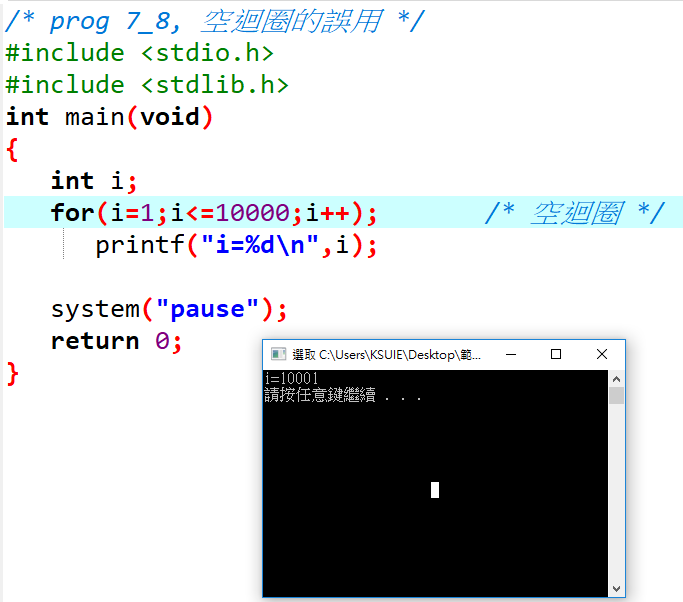 /* prog 7_8, 空迴圈的誤用 */
#include <stdio.h>
#include <stdlib.h>
int main(void)
{
int i;
for(i=1;i<=10000;i++); /* 空迴圈 */
printf("i=%d\n",i);
system("pause");
return 0;
}
選取 C:\Users\KSUIE\Desktop\範...
i=10001
請按任意鍵繼續 . . .